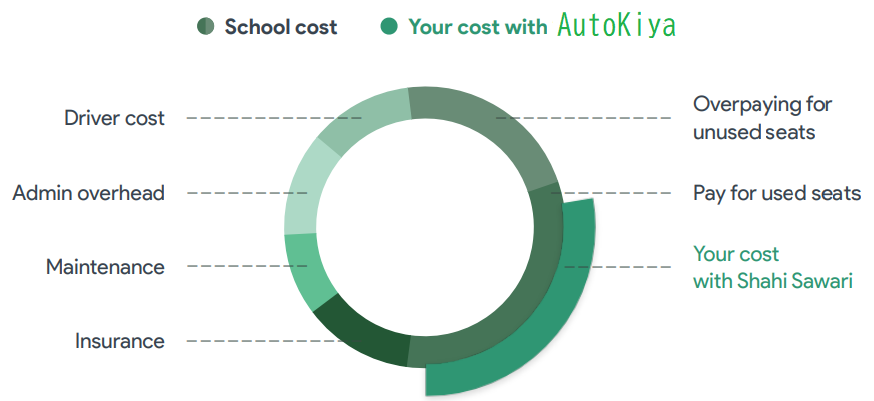 School cost
Your cost with AutoKiya
Driver cost
Admin overhead
Maintenance
Insurance
Overpaying for
unused seats
Pay for used seats
Your cost
with Shahi Sawari